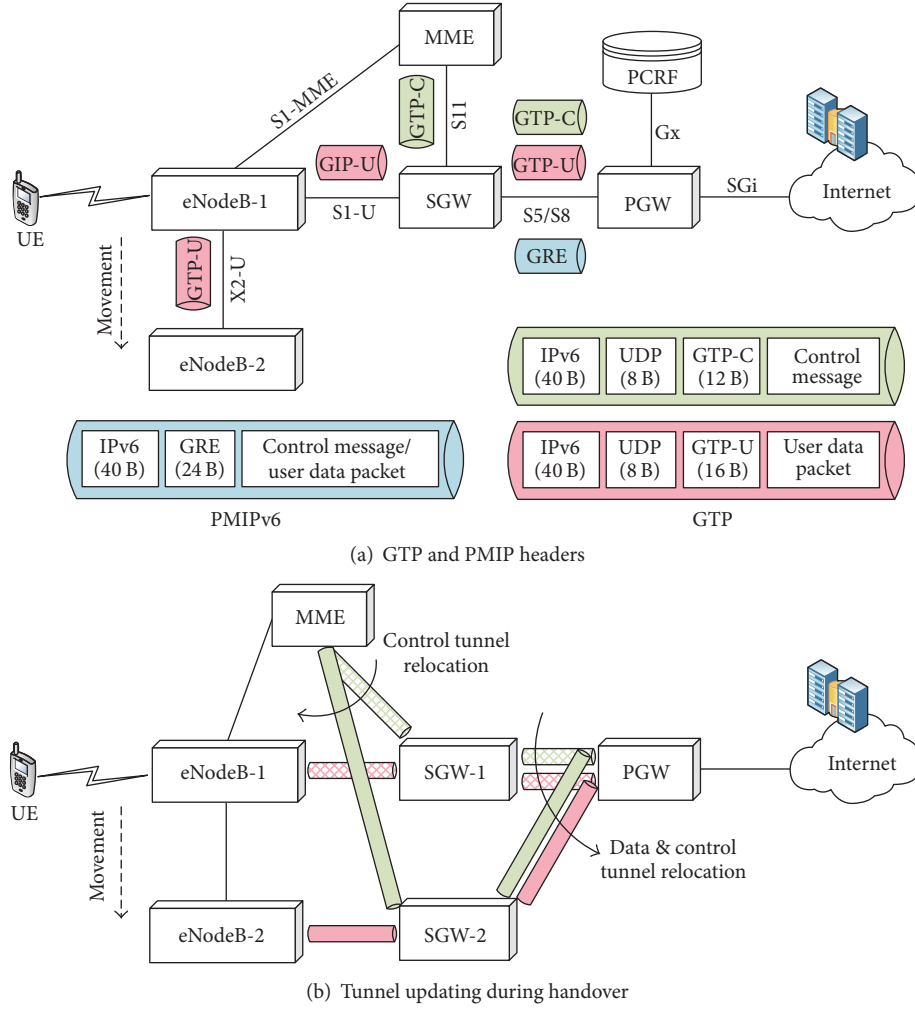 MME
PCRF
S1-MME
GTP-C
S11
GTP-C
Gx
GIP-U
GTP-U
eNodeB-1
SGW
PGW
SGi
Internet
S1-U
S5/S8
UE
GTP-U
X2-U
GRE
Movement
eNodeB-2
IPv6
(40 B)
UDP
(8 B)
GTP-C
(12 B)
Control
message
IPv6
(40 B)
GRE
(24 B)
Control message/
user data packet
IPv6
(40 B)
UDP
(8 B)
GTP-U
(16 B)
User data
packet
PMIPv6
GTP
(a) GTP and PMIP headers
MME
Control tunnel
relocation
eNodeB-1
SGW-1
PGW
Internet
UE
Movement
Data & control
tunnel relocation
eNodeB-2
SGW-2
(b) Tunnel updating during handover